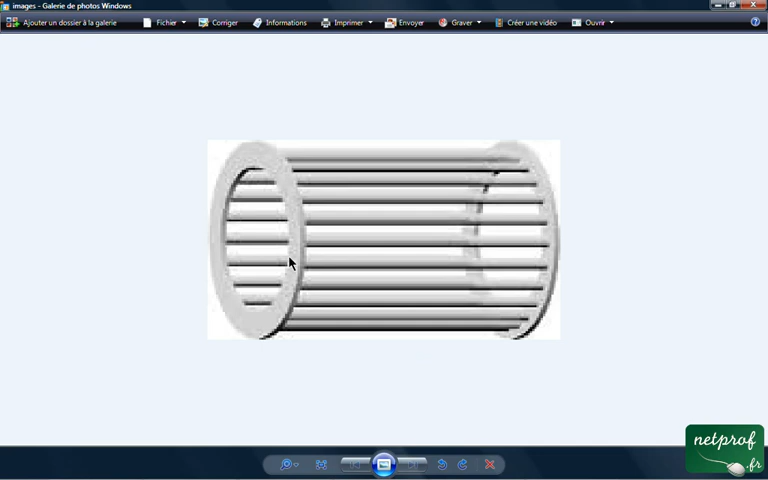 images - Galerie de photos Windows
Ajouter un dossier à la galerie Fichier Corriger Informations Imprimer Envoyer Graver Créer une vidéo Ouvrir ?
netprof
.fr